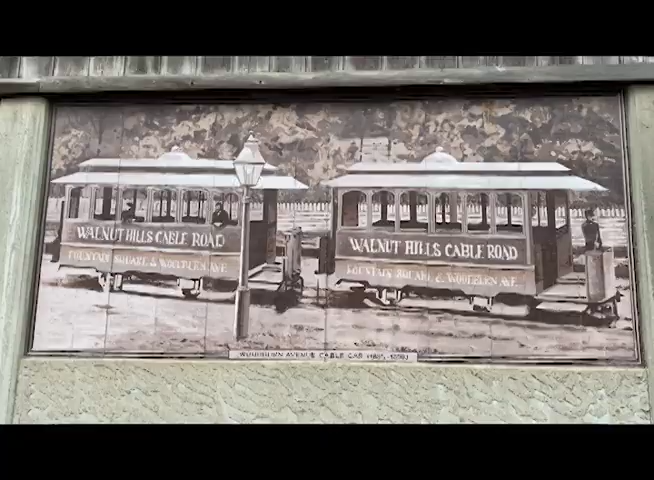 WALNUT HILLS CABLE ROAD
FOUNTAIN SQUARE & WOODBURN AVE.
WALNUT HILLS CABLE ROAD
FOUNTAIN SQUARE & WOODBURN AVE.
WOODBURN AVENUE CABLE CAR